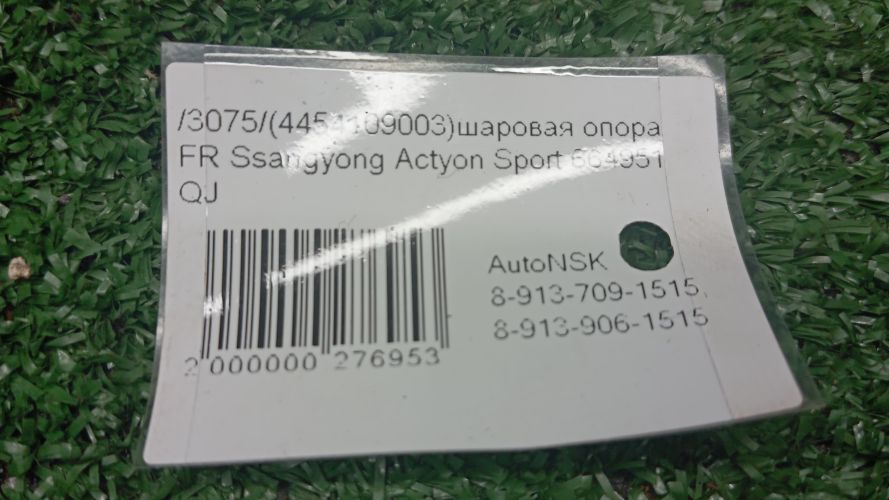 /3075/(4454109003)шаровая опора
FR Ssangyong Actyon Sport 664951
QJ
AutoNSK
8-913-709-1515,
8-913-906-1515
2 000000 276953